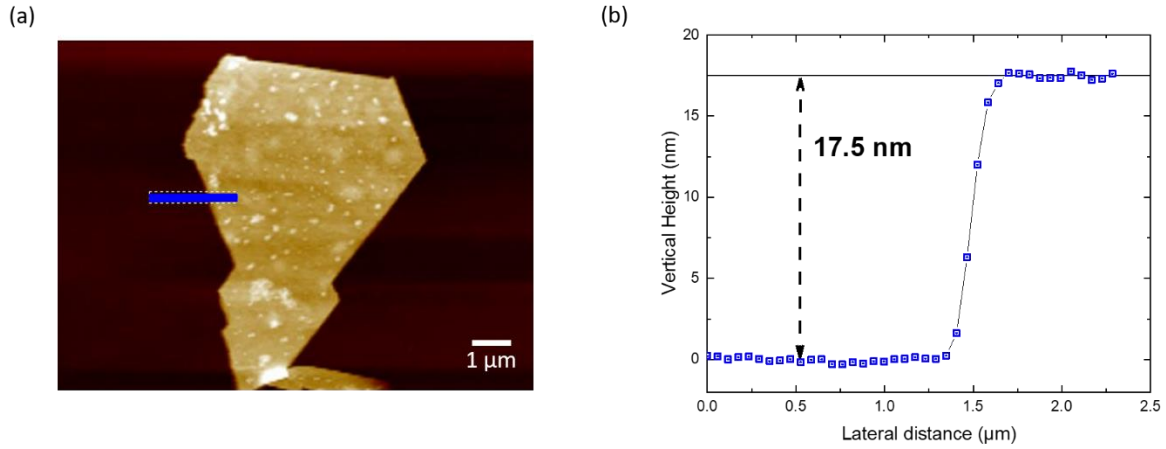 (a)
1 μm
(b)
20
15
10
5
0
Vertical Height (nm)
17.5 nm
0.0 0.5 1.0 1.5 2.0 2.5
Lateral distance (μm)